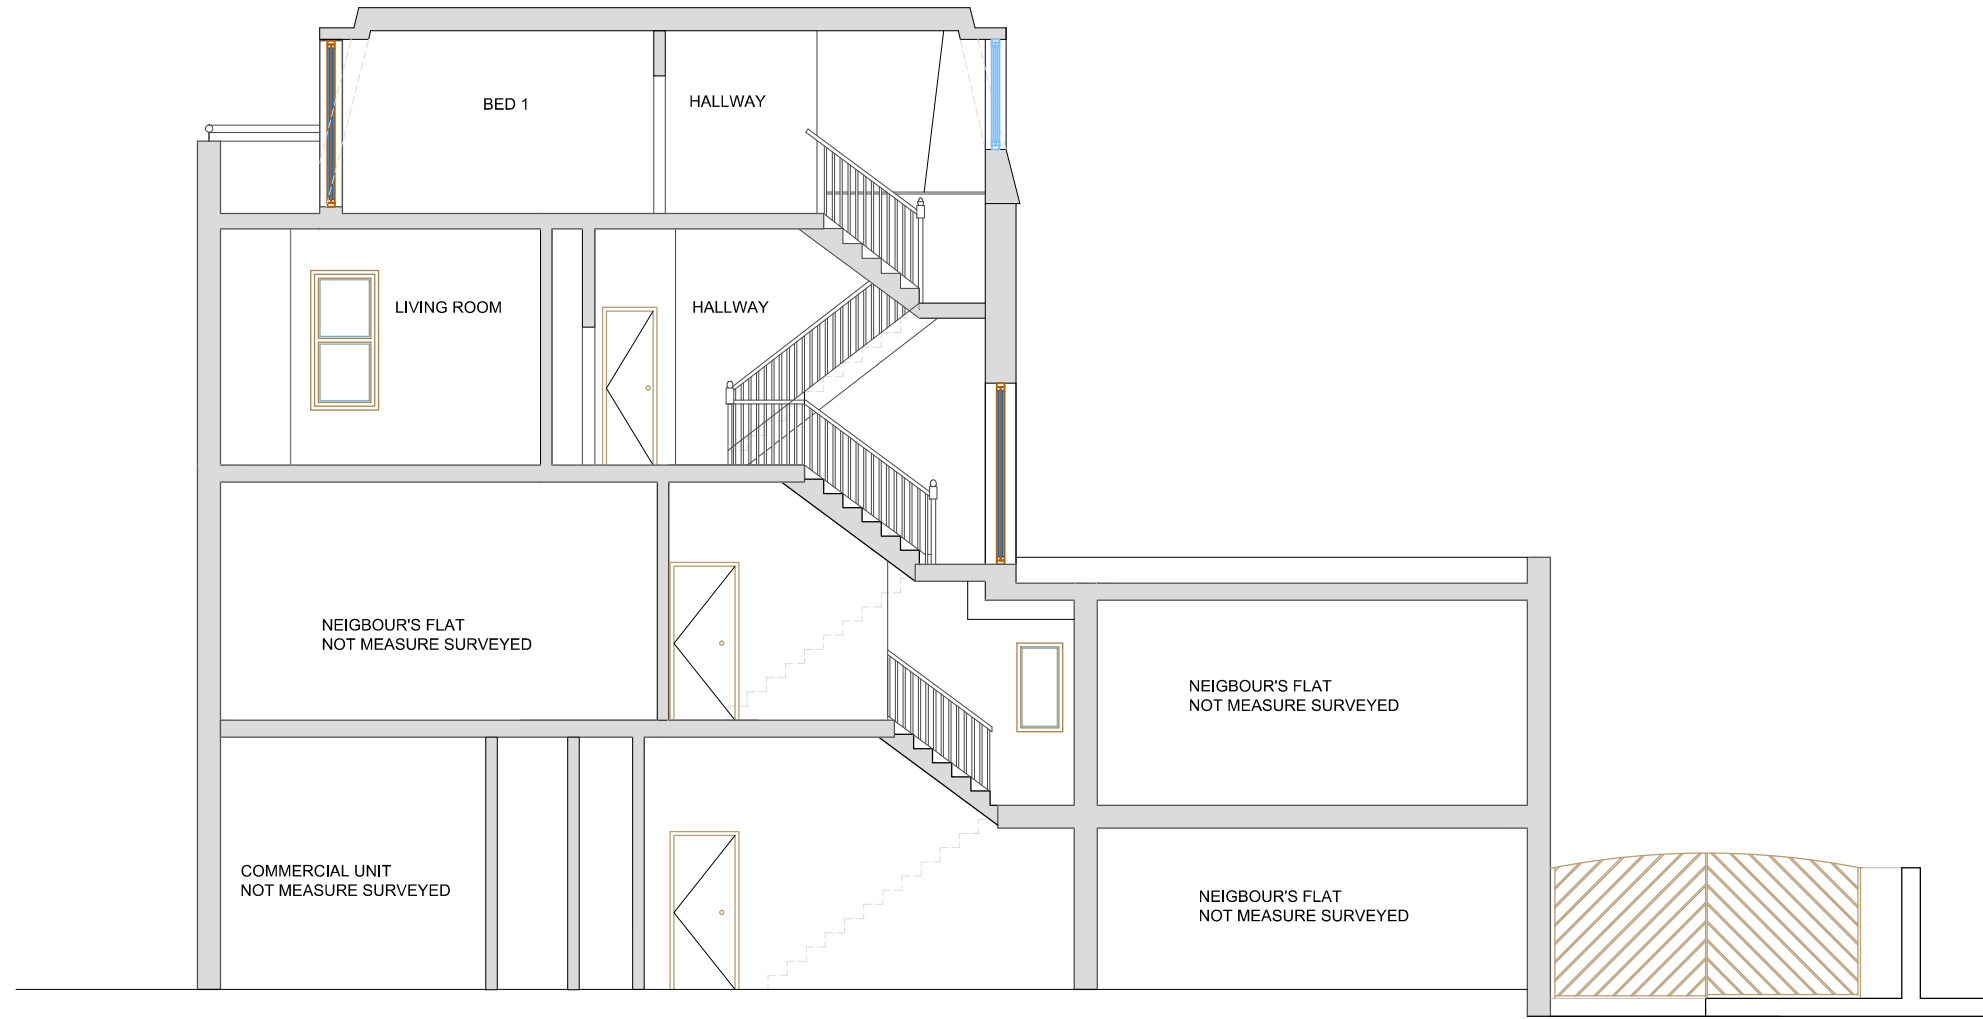 BED 1
HALLWAY
LIVING ROOM
HALLWAY
NEIGBOUR'S FLAT
NOT MEASURE SURVEYED
NEIGBOUR'S FLAT
NOT MEASURE SURVEYED
COMMERCIAL UNIT
NOT MEASURE SURVEYED
NEIGBOUR'S FLAT
NOT MEASURE SURVEYED